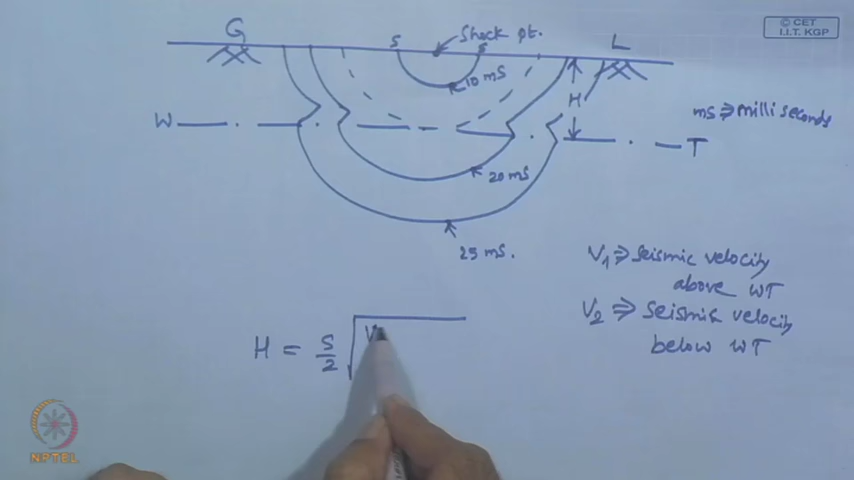 © CET
I.I.T. KGP
G
Shock pt.
L
S
S
10 ms
H
ms ⇒ milli seconds
W
T
20 ms
25 ms.
V1 ⇒ Seismic velocity
above WT
V2 ⇒ Seismic velocity
below WT
H = S/2 √V
NPTEL